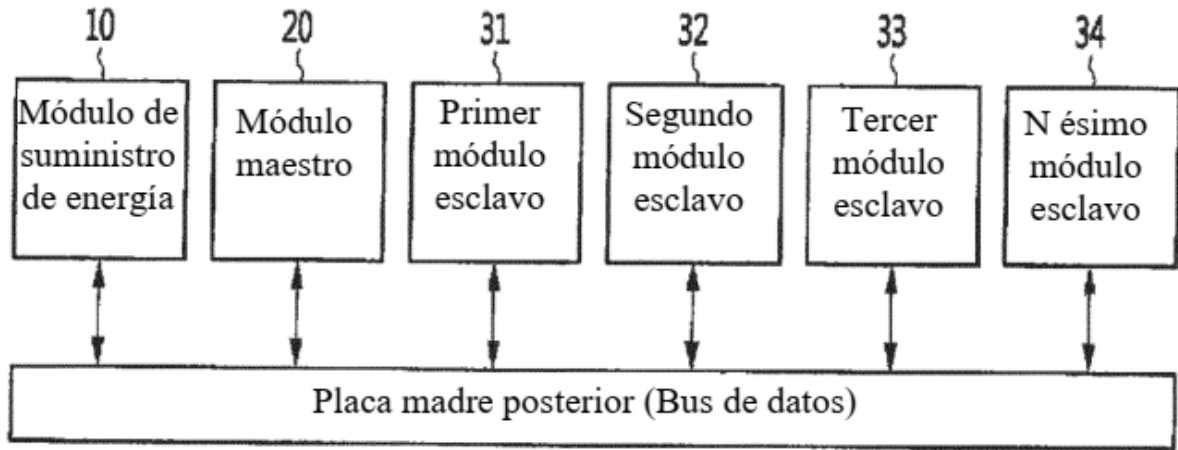 10
20
31
32
33
34
Módulo de
suministro
de energía
Módulo
maestro
Primer
módulo
esclavo
Segundo
módulo
esclavo
Tercer
módulo
esclavo
N ésimo
módulo
esclavo
Placa madre posterior (Bus de datos)